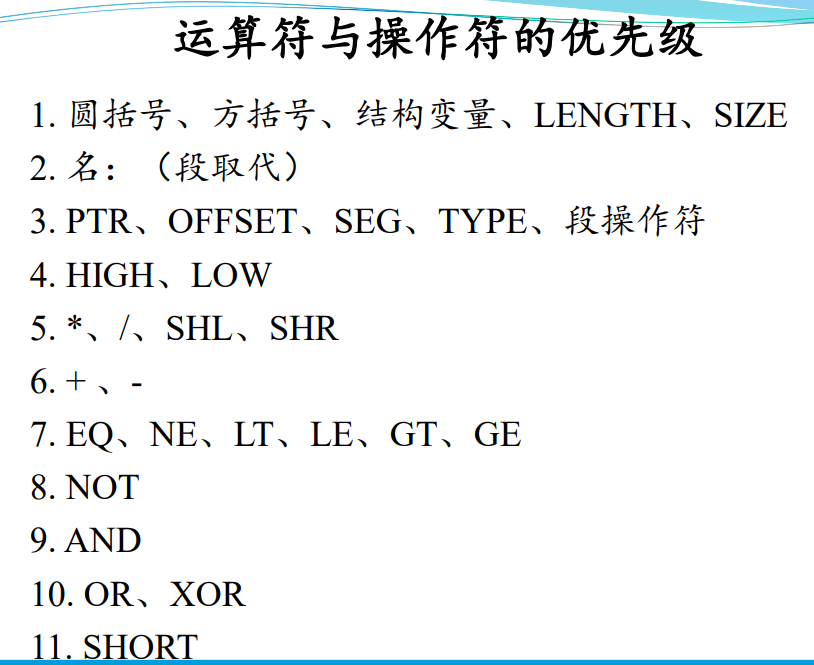 运算符与操作符的优先级
1. 圆括号、方括号、结构变量、LENGTH、SIZE
2. 名：（段取代）
3. PTR、OFFSET、SEG、TYPE、段操作符
4. HIGH、LOW
5. *、/、SHL、SHR
6. + 、-
7. EQ、NE、LT、LE、GT、GE
8. NOT
9. AND
10. OR、XOR
11. SHORT